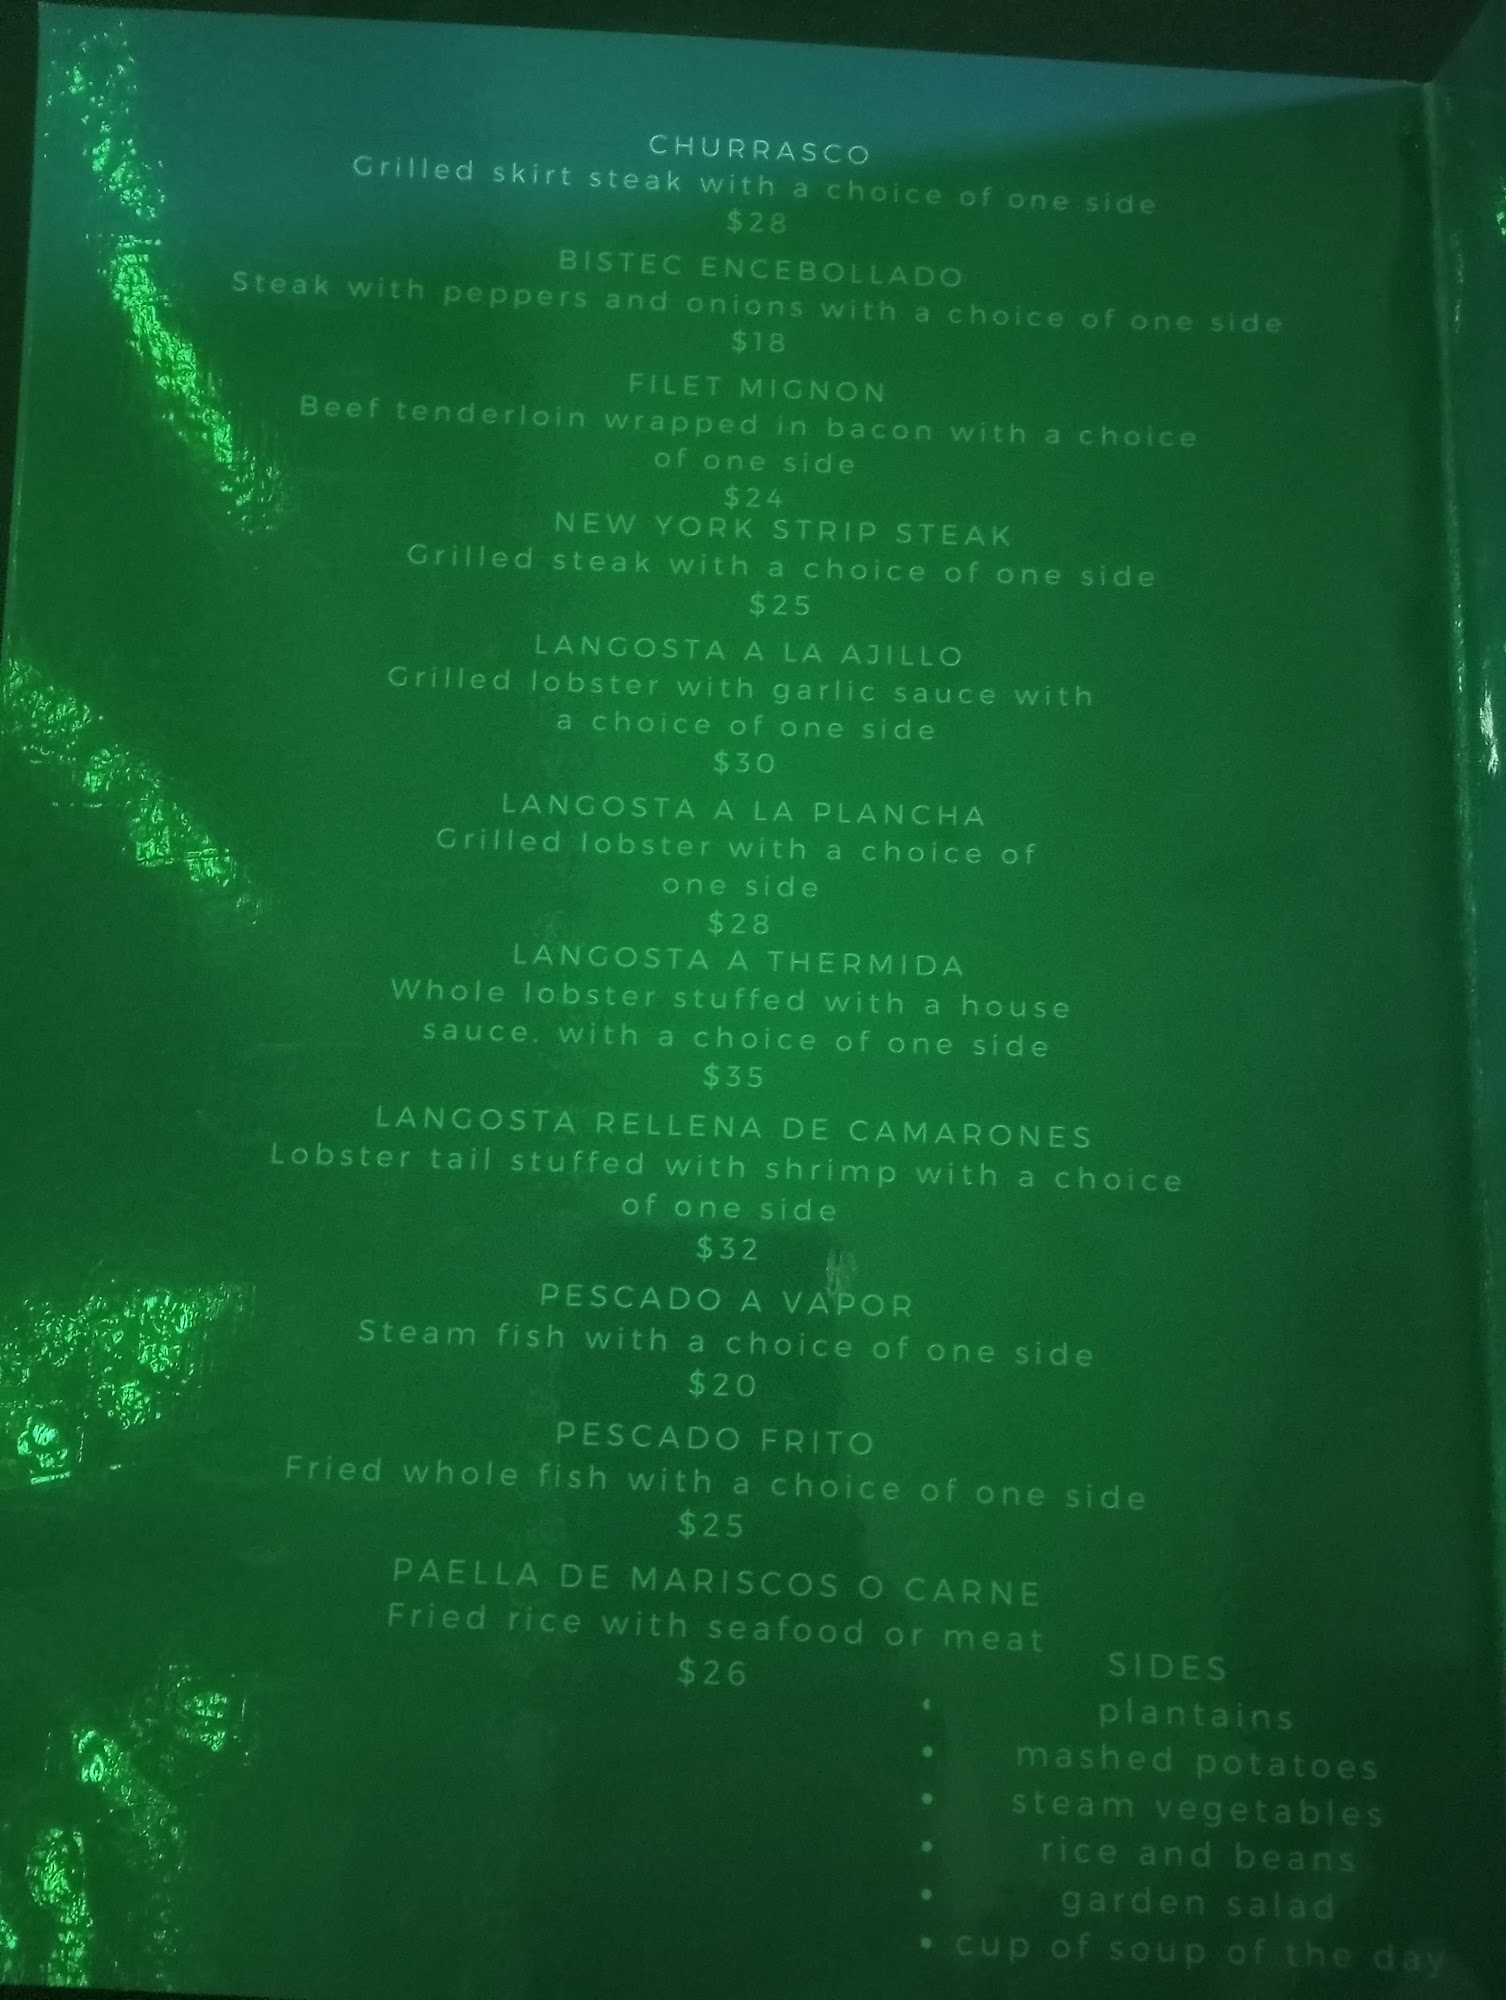 CHURRASCO
Grilled skirt steak with a choice of one side
$28
BISTEC ENCEBOLLADO
Steak with peppers and onions with a choice of one side
$18
FILET MIGNON
Beef tenderloin wrapped in bacon with a choice
of one side
$24
NEW YORK STRIP STEAK
Grilled steak with a choice of one side
$25
LANGOSTA A LA AJILLO
Grilled lobster with garlic sauce with
a choice of one side
$30
LANGOSTA A LA PLANCHA
Grilled lobster with a choice of
one side
$28
LANGOSTA A THERMIDA
Whole lobster stuffed with a house
sauce. with a choice of one side
$35
LANGOSTA RELLENA DE CAMARONES
Lobster tail stuffed with shrimp with a choice
of one side
$32
PESCADO A VAPOR
Steam fish with a choice of one side
$20
PESCADO FRITO
Fried whole fish with a choice of one side
$25
PAELLA DE MARISCOS O CARNE
Fried rice with seafood or meat
$26
SIDES
• plantains
• mashed potatoes
• steam vegetables
• rice and beans
• garden salad
• cup of soup of the day